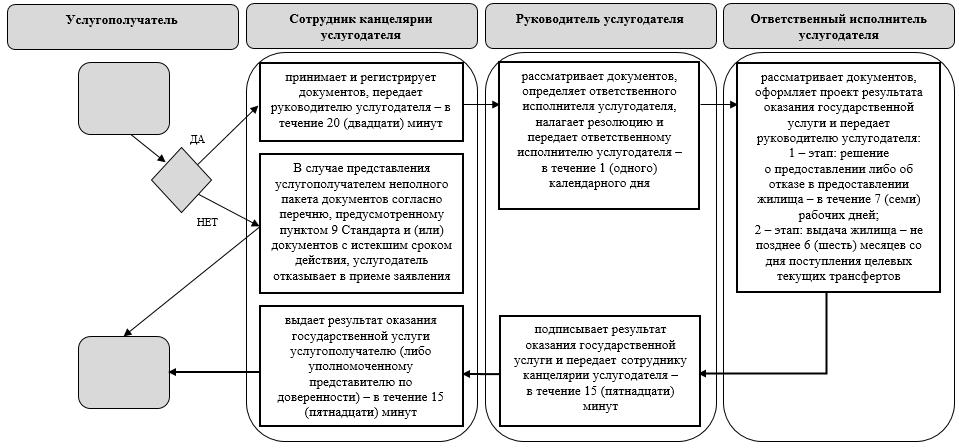 Услугополучатель
Сотрудник канцелярии
услугодателя
Руководитель услугодателя
Ответственный исполнитель
услугодателя
ДА
НЕТ
принимает и регистрирует
документов, передает
руководителю услугодателя – в
течение 20 (двадцати) минут
В случае представления
услугополучателем неполного
пакета документов согласно
перечню, предусмотренному
пунктом 9 Стандарта и (или)
документов с истекшим сроком
действия, услугодатель
отказывает в приеме заявления
выдает результат оказания
государственной услуги
услугополучателю (либо
уполномоченному
представителю по
доверенности) – в течение 15
(пятнадцати) минут
рассматривает документов,
определяет ответственного
исполнителя услугодателя,
налагает резолюцию и
передает ответственному
исполнителю услугодателя –
в течение 1 (одного)
календарного дня
подписывает результат
оказания государственной
услуги и передает сотруднику
канцелярии услугодателя –
в течение 15 (пятнадцати)
минут
рассматривает документов,
оформляет проект результата
оказания государственной
услуги и передает
руководителю услугодателя:
1 – этап: решение
о предоставлении либо об
отказе в предоставлении
жилища – в течение 7 (семи)
рабочих дней;
2 – этап: выдача жилища – не
позднее 6 (шесть) месяцев со
дня поступления целевых
текущих трансфертов